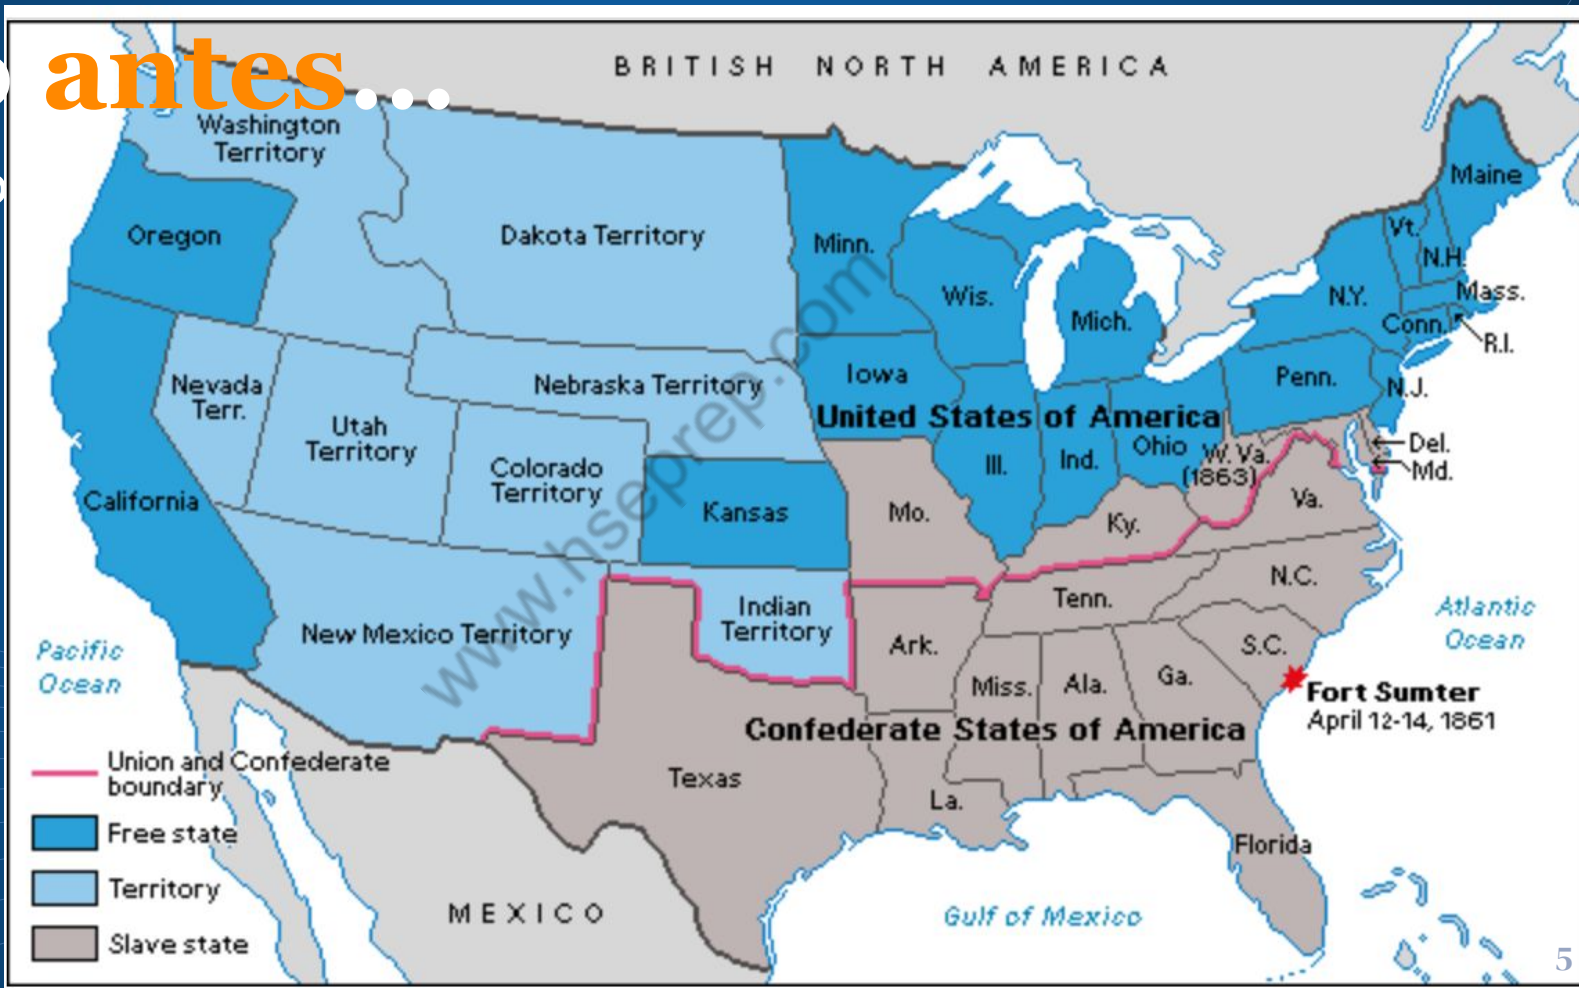 antes...
BRITISH NORTH AMERICA
Washington
Territory
Oregon
Dakota Territory
Minn.
Wis.
Mich.
Maine
Vt.
N.H.
N.Y.
Mass.
Conn.
R.I.
Nevada
Terr.
Utah
Territory
Nebraska Territory
Iowa
Penn.
N.J.
United States of America
Colorado
Territory
Ill.
Ind.
Ohio
W. Va.
(1863)
Del.
Md.
California
Kansas
Mo.
Ky.
Va.
New Mexico Territory
Indian
Territory
Tenn.
N.C.
Ark.
S.C.
Miss.
Ala.
Ga.
Atlantic
Ocean
Pacific
Ocean
Fort Sumter
April 12-14, 1861
Confederate States of America
Texas
La.
Florida
Union and Confederate
boundary
Free state
Territory
Slave state
MEXICO
Gulf of Mexico
www.hseprep.com
5